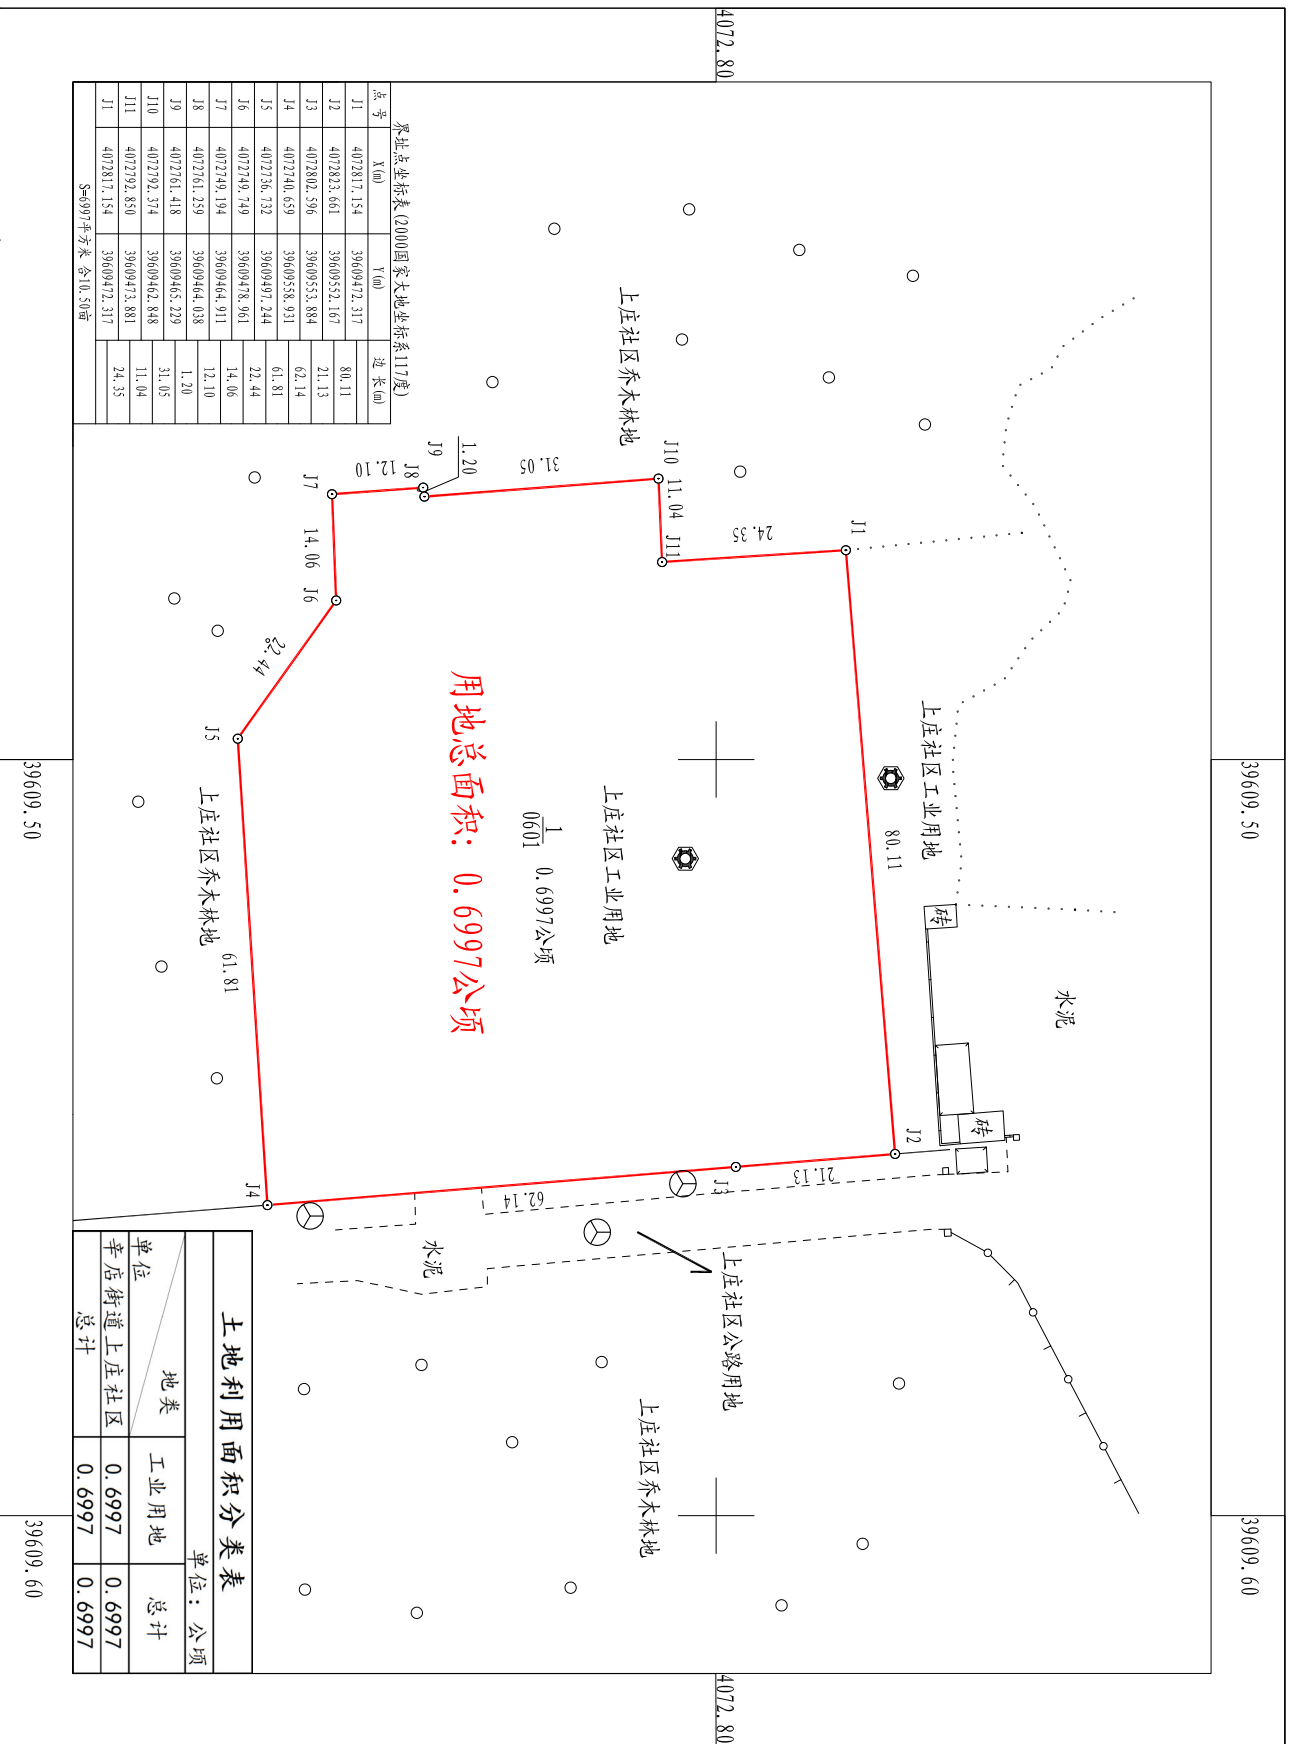 4072.80
39609.50
39609.60
39609.50
39609.60
4072.80
界址点坐标表(2000国家大地坐标系117度)
点号 X(m) Y(m) 边长(m)
J1 4072817.154 39609472.317
80.11
J2 4072823.661 39609552.167
21.13
J3 4072802.596 39609553.884
62.14
J4 4072740.659 39609558.931
61.81
J5 4072736.732 39609497.244
22.44
J6 4072749.749 39609478.961
14.06
J7 4072749.194 39609464.911
12.10
J8 4072761.259 39609464.038
1.20
J9 4072761.418 39609465.229
31.05
J10 4072792.374 39609462.848
11.04
J11 4072792.850 39609473.881
24.35
J1 4072817.154 39609472.317
S=6997平方米 合10.50亩
上庄社区乔木林地
J1
24.35
J10
11.04
J11
31.05
1.20
J9
J8
12.10
J7
14.06
J6
22.44
J5
上庄社区工业用地
80.11
砖
水泥
砖
J2
21.13
J3
上庄社区工业用地
1
0601
0.6997公顷
用地总面积: 0.6997公顷
上庄社区乔木林地
61.81
62.14
J4
水泥
上庄社区公路用地
上庄社区乔木林地
土地利用面积分类表
单位: 公顷
地类
单位
工业用地 总计
辛店街道上庄社区 0.6997 0.6997
总计 0.6997 0.6997